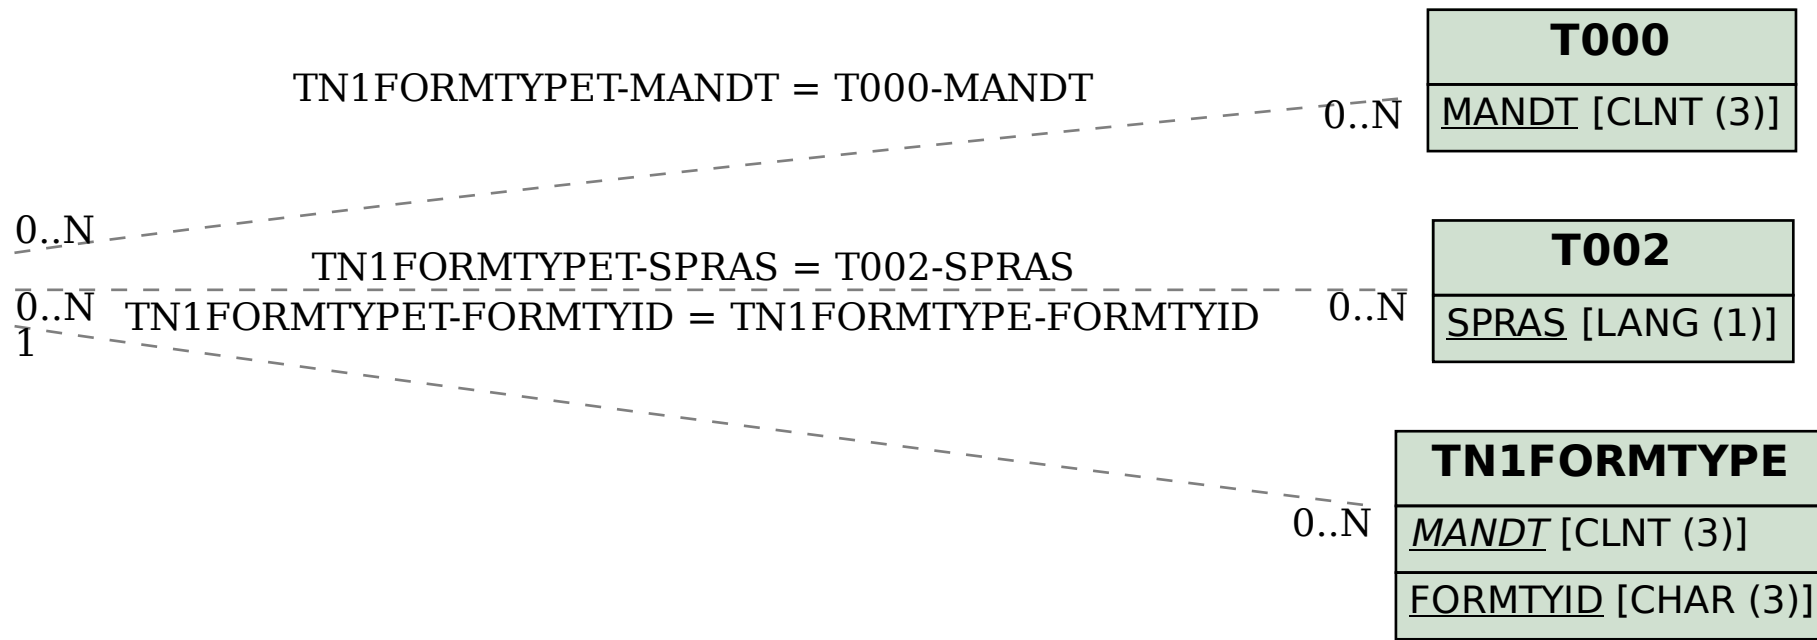 T000
TN1FORMTYPET-MANDT = T000-MANDT
0..N
MANDT [CLNT (3)]
0..N
T002
TN1FORMTYPET-SPRAS = T002-SPRAS
0..N
0..N
SPRAS [LANG (1)]
TN1FORMTYPET-FORMTYID = TN1FORMTYPE-FORMTYID
1
TN1FORMTYPE
0..N
MANDT [CLNT (3)]
FORMTYID [CHAR (3)]